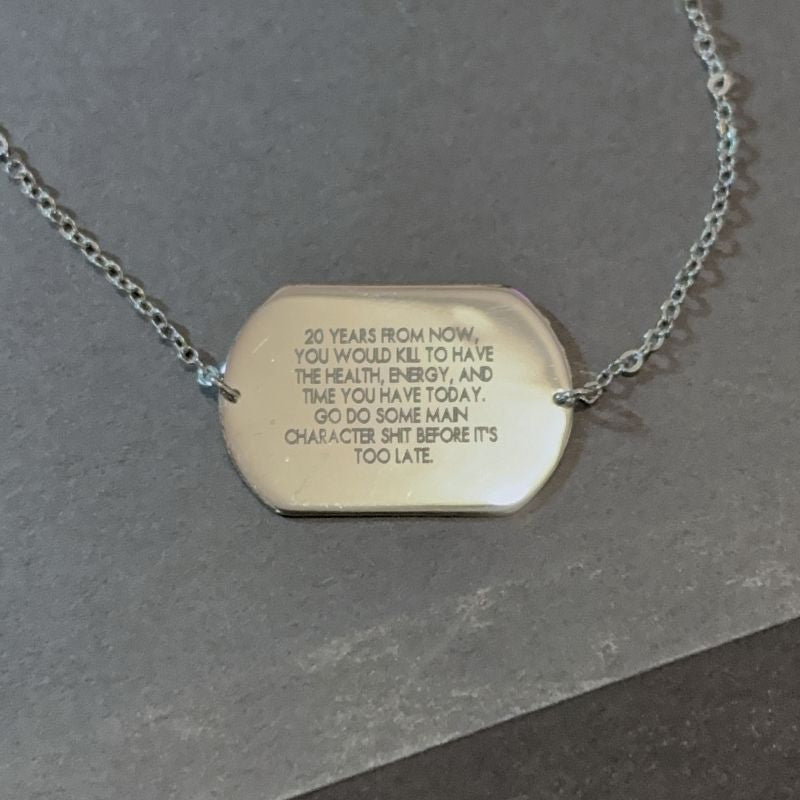 20 YEARS FROM NOW,
YOU WOULD KILL TO HAVE
THE HEALTH, ENERGY, AND
TIME YOU HAVE TODAY.
GO DO SOME MAIN
CHARACTER SHIT BEFORE IT'S
TOO LATE.